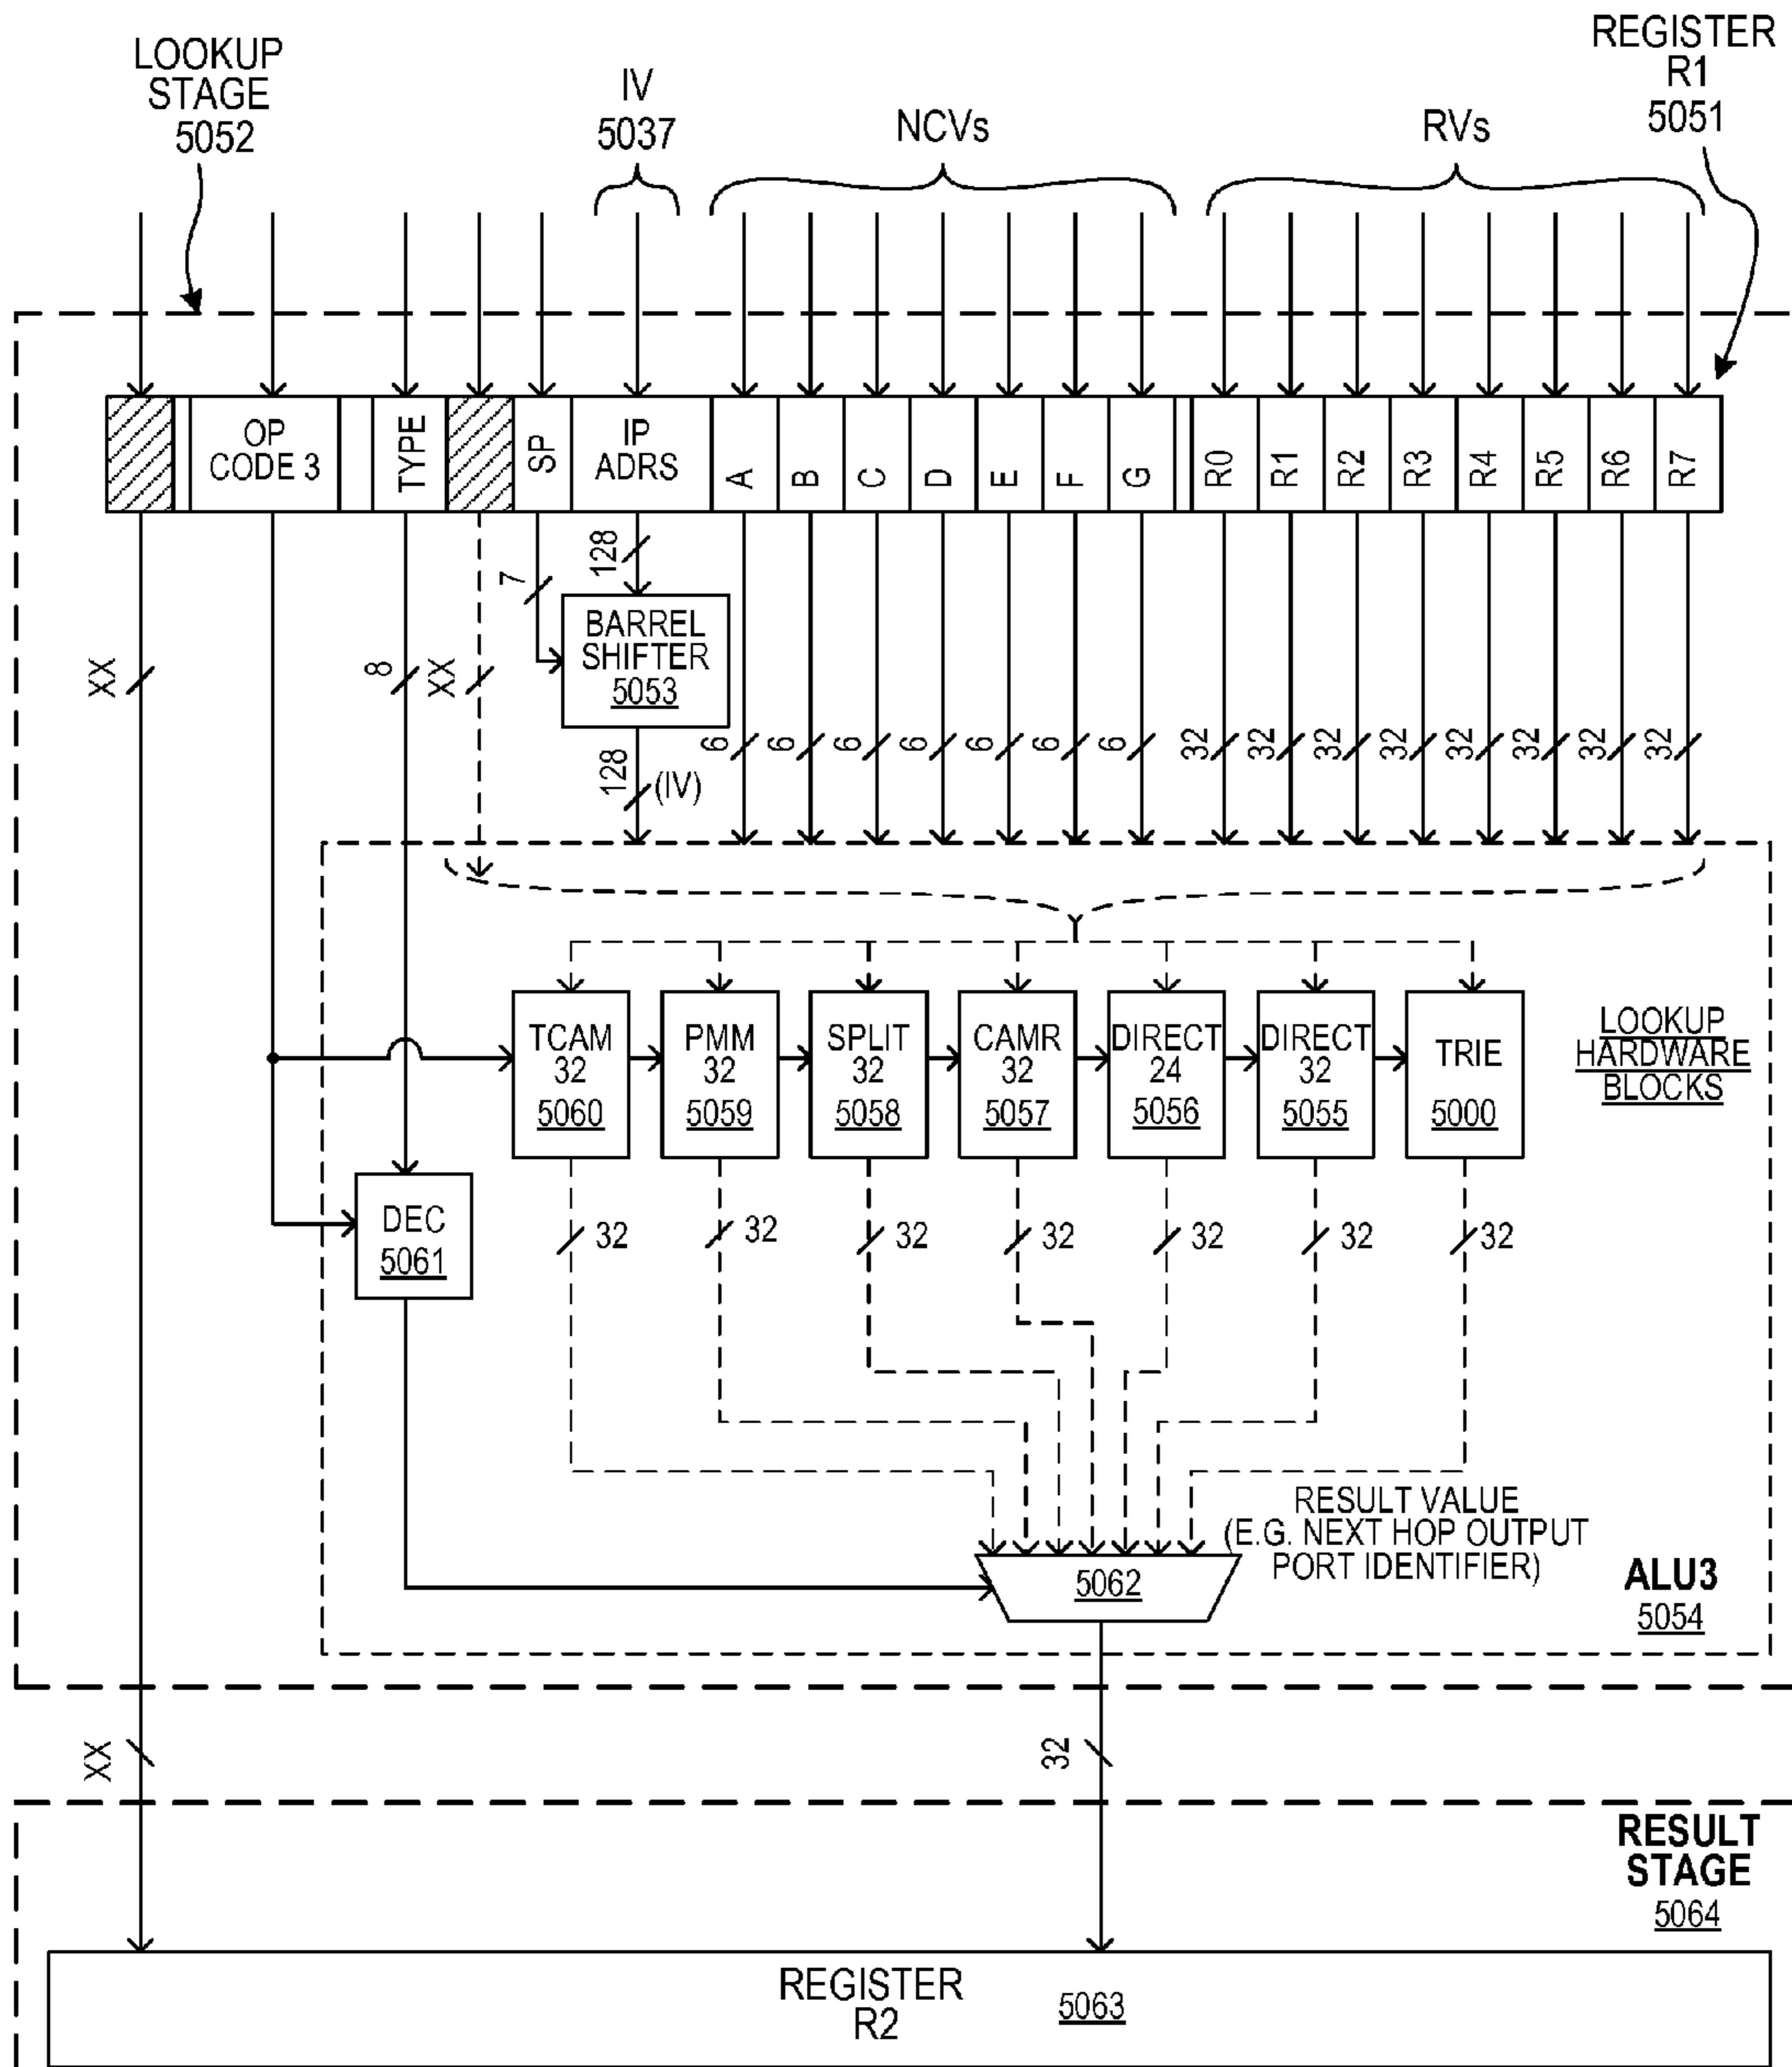 LOOKUP
STAGE
5052
IV
5037
NCVs
RVs
REGISTER
R1
5051
OP
CODE 3
TYPE
SP
IP
ADRS
A
B
C
D
E
F
G
R0
R1
R2
R3
R4
R5
R6
R7
128
7
BARREL
SHIFTER
5053
XX
8
XX
6
6
6
6
6
6
6
32
32
32
32
32
32
32
32
128
(IV)
TCAM
32
5060
PMM
32
5059
SPLIT
32
5058
CAMR
32
5057
DIRECT
24
5056
DIRECT
32
5055
TRIE
5000
LOOKUP
HARDWARE
BLOCKS
DEC
5061
32
32
32
32
32
32
32
RESULT VALUE
(E.G. NEXT HOP OUTPUT
PORT IDENTIFIER)
5062
ALU3
5054
XX
32
RESULT
STAGE
5064
REGISTER
R2
5063